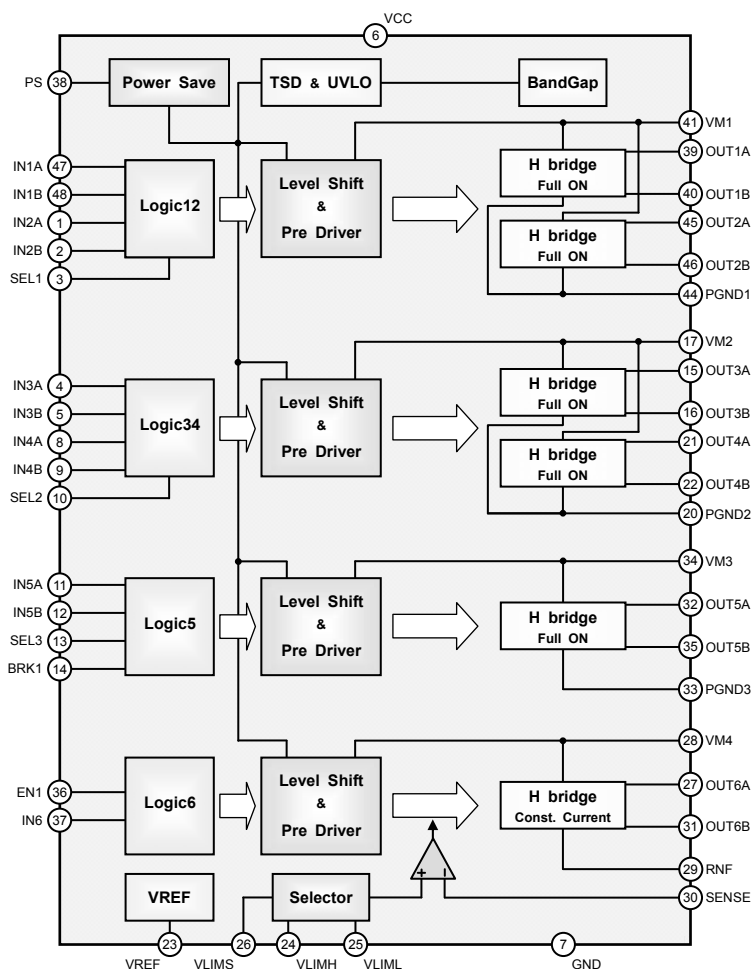 VCC
6
PS 38 Power Save TSD & UVLO BandGap
41 VM1
39 OUT1A
IN1A 47
H bridge
Full ON
IN1B 48
Logic12
Level Shift
&
Pre Driver
40 OUT1B
IN2A 1
45 OUT2A
H bridge
Full ON
IN2B 2
46 OUT2B
SEL1 3
44 PGND1
17 VM2
15 OUT3A
IN3A 4
H bridge
Full ON
IN3B 5
Logic34
Level Shift
&
Pre Driver
16 OUT3B
IN4A 8
21 OUT4A
H bridge
Full ON
IN4B 9
22 OUT4B
SEL2 10
20 PGND2
34 VM3
IN5A 11
32 OUT5A
IN5B 12
Logic5
Level Shift
&
Pre Driver
H bridge
Full ON
SEL3 13
35 OUT5B
BRK1 14
33 PGND3
28 VM4
27 OUT6A
EN1 36
Logic6
Level Shift
&
Pre Driver
H bridge
Const. Current
IN6 37
31 OUT6B
29 RNF
+ −
VREF Selector
30 SENSE
23 26 24 25 7
VREF VLIMS VLIMH VLIML GND